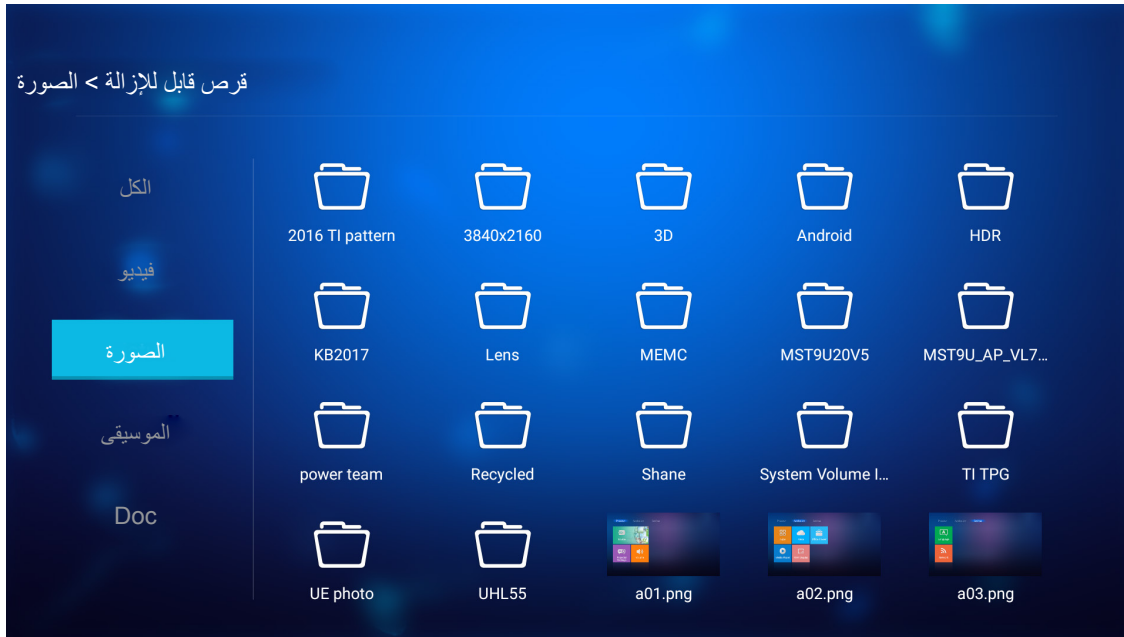 قرص قابل للإزالة > الصورة
الكل
فيديو
الصورة
الموسيقى
Doc
2016 TI pattern
3840x2160
3D
Android
HDR
KB2017
Lens
MEMC
MST9U20V5
MST9U_AP_VL7...
power team
Recycled
Shane
System Volume I...
TI TPG
UE photo
UHL55
a01.png
a02.png
a03.png